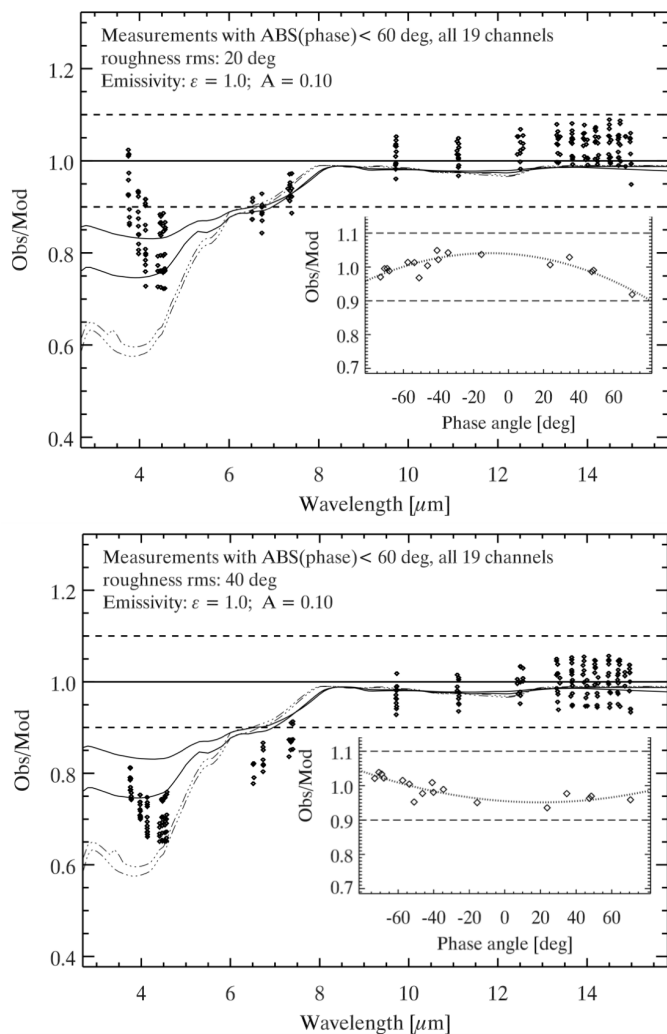 Measurements with ABS(phase)< 60 deg, all 19 channels
roughness rms: 20 deg
Emissivity: ε = 1.0; A = 0.10
1.2
1.0
0.8
0.6
0.4
Obs/Mod
1.1
1.0
0.9
0.8
0.7
Obs/Mod
-60 -40 -20 0 20 40 60
Phase angle [deg]
4 6 8 10 12 14
Wavelength [μm]
Measurements with ABS(phase)< 60 deg, all 19 channels
roughness rms: 40 deg
Emissivity: ε = 1.0; A = 0.10
1.2
1.0
0.8
0.6
0.4
Obs/Mod
1.1
1.0
0.9
0.8
0.7
Obs/Mod
-60 -40 -20 0 20 40 60
Phase angle [deg]
4 6 8 10 12 14
Wavelength [μm]